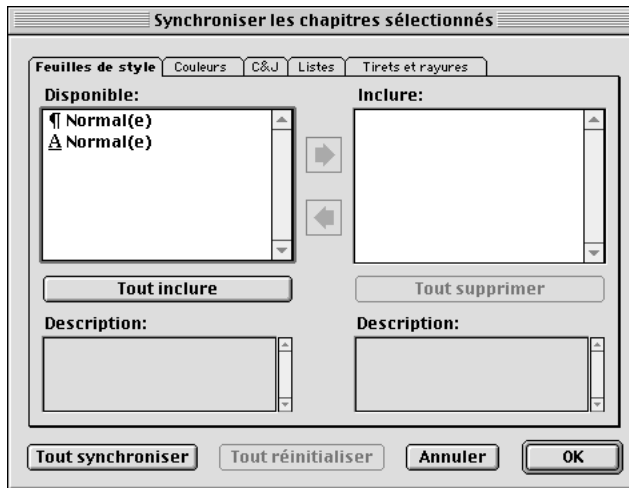 Synchroniser les chapitres sélectionnés
Feuilles de style Couleurs C&J Listes Tirets et rayures
Disponible: Inclure:
¶ Normal(e)
A Normal(e)
Tout inclure Tout supprimer
Description: Description:
Tout synchroniser Tout réinitialiser Annuler OK